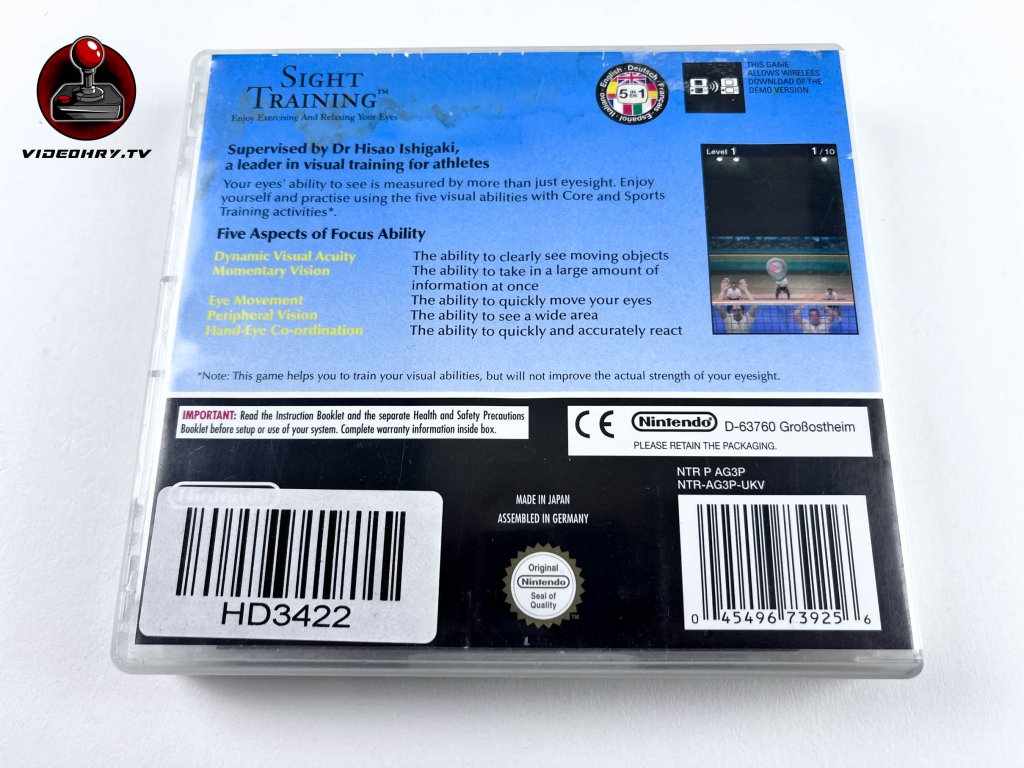 VIDEOHRY.TV
SIGHT
TRAINING™
Enjoy Exercising And Relaxing Your Eyes
English · Deutsch · Français · Español · Italiano
5 IN EN 1
THIS GAME
ALLOWS WIRELESS
DOWNLOAD OF THE
DEMO VERSION.
Supervised by Dr Hisao Ishigaki,
a leader in visual training for athletes
Your eyes' ability to see is measured by more than just eyesight. Enjoy
yourself and practise using the five visual abilities with Core and Sports
Training activities*.
Level 1 1/10
Five Aspects of Focus Ability
Dynamic Visual Acuity The ability to clearly see moving objects
Momentary Vision The ability to take in a large amount of
information at once
Eye Movement The ability to quickly move your eyes
Peripheral Vision The ability to see a wide area
Hand-Eye Co-ordination The ability to quickly and accurately react
*Note: This game helps you to train your visual abilities, but will not improve the actual strength of your eyesight.
IMPORTANT: Read the Instruction Booklet and the separate Health and Safety Precautions
Booklet before setup or use of your system. Complete warranty information inside box.
CE Nintendo® D-63760 Großostheim
PLEASE RETAIN THE PACKAGING.
NTR P AG3P
NTR-AG3P-UKV
Nintendo
HD3422
MADE IN JAPAN
ASSEMBLED IN GERMANY
Original
Nintendo
Seal of
Quality
™
0 45496 73925 6